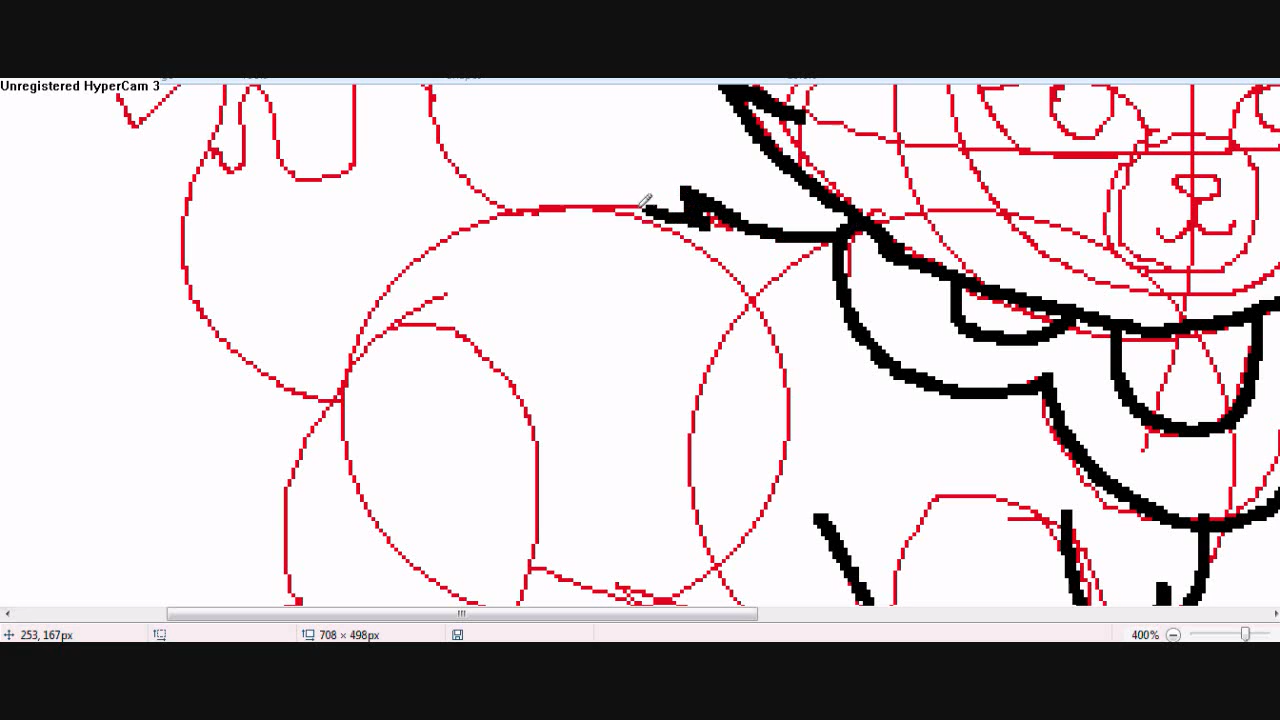 Unregistered HyperCam 3
253, 167px
708 × 498px
400%